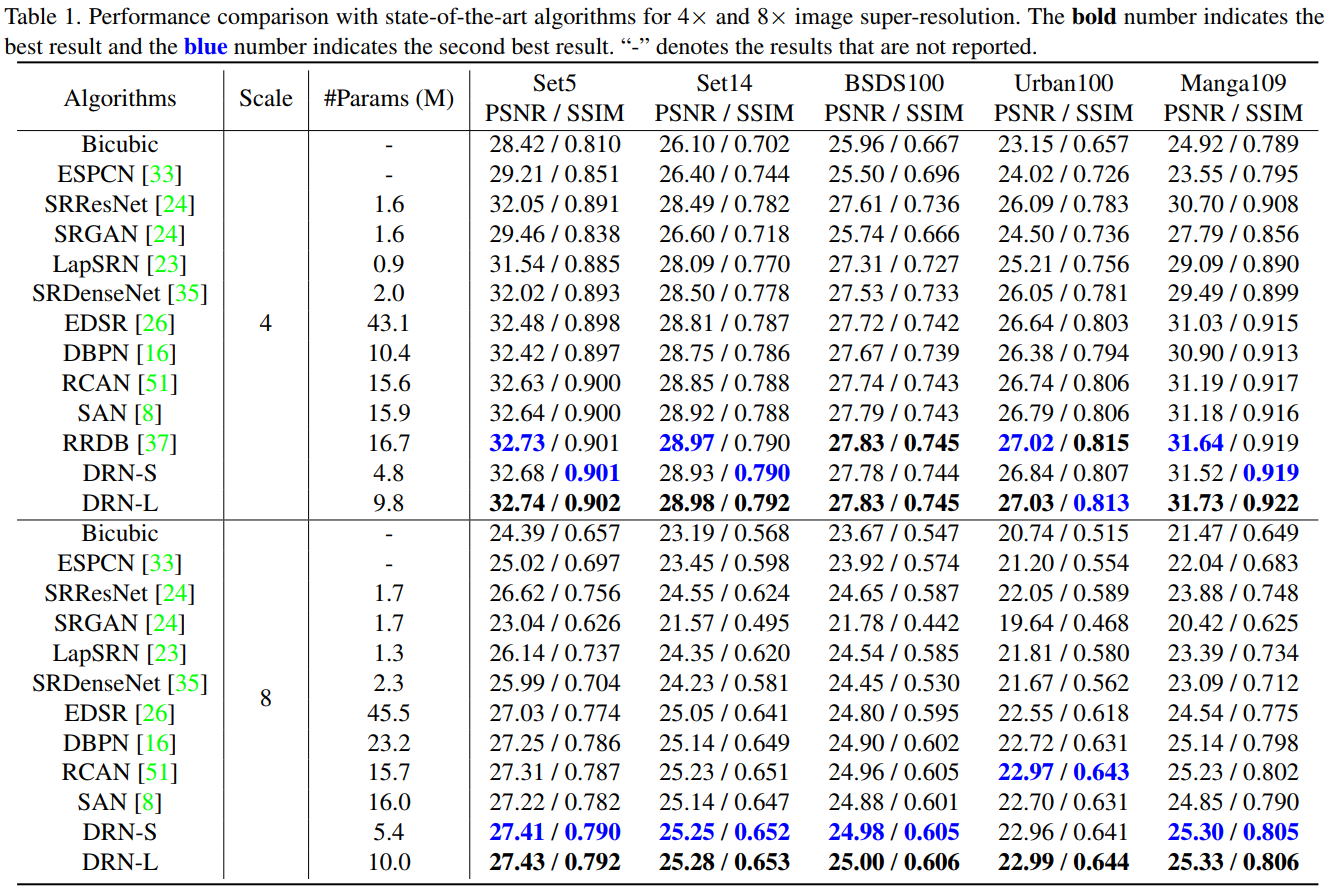 Table 1. Performance comparison with state-of-the-art algorithms for 4× and 8× image super-resolution. The bold number indicates the
best result and the blue number indicates the second best result. “-” denotes the results that are not reported.
Algorithms Scale #Params (M) Set5 Set14 BSDS100 Urban100 Manga109
PSNR / SSIM PSNR / SSIM PSNR / SSIM PSNR / SSIM PSNR / SSIM
Bicubic - 28.42 / 0.810 26.10 / 0.702 25.96 / 0.667 23.15 / 0.657 24.92 / 0.789
ESPCN [33] - 29.21 / 0.851 26.40 / 0.744 25.50 / 0.696 24.02 / 0.726 23.55 / 0.795
SRResNet [24] 1.6 32.05 / 0.891 28.49 / 0.782 27.61 / 0.736 26.09 / 0.783 30.70 / 0.908
SRGAN [24] 1.6 29.46 / 0.838 26.60 / 0.718 25.74 / 0.666 24.50 / 0.736 27.79 / 0.856
LapSRN [23] 0.9 31.54 / 0.885 28.09 / 0.770 27.31 / 0.727 25.21 / 0.756 29.09 / 0.890
SRDenseNet [35] 2.0 32.02 / 0.893 28.50 / 0.778 27.53 / 0.733 26.05 / 0.781 29.49 / 0.899
EDSR [26] 4 43.1 32.48 / 0.898 28.81 / 0.787 27.72 / 0.742 26.64 / 0.803 31.03 / 0.915
DBPN [16] 10.4 32.42 / 0.897 28.75 / 0.786 27.67 / 0.739 26.38 / 0.794 30.90 / 0.913
RCAN [51] 15.6 32.63 / 0.900 28.85 / 0.788 27.74 / 0.743 26.74 / 0.806 31.19 / 0.917
SAN [8] 15.9 32.64 / 0.900 28.92 / 0.788 27.79 / 0.743 26.79 / 0.806 31.18 / 0.916
RRDB [37] 16.7 32.73 / 0.901 28.97 / 0.790 27.83 / 0.745 27.02 / 0.815 31.64 / 0.919
DRN-S 4.8 32.68 / 0.901 28.93 / 0.790 27.78 / 0.744 26.84 / 0.807 31.52 / 0.919
DRN-L 9.8 32.74 / 0.902 28.98 / 0.792 27.83 / 0.745 27.03 / 0.813 31.73 / 0.922
Bicubic - 24.39 / 0.657 23.19 / 0.568 23.67 / 0.547 20.74 / 0.515 21.47 / 0.649
ESPCN [33] - 25.02 / 0.697 23.45 / 0.598 23.92 / 0.574 21.20 / 0.554 22.04 / 0.683
SRResNet [24] 1.7 26.62 / 0.756 24.55 / 0.624 24.65 / 0.587 22.05 / 0.589 23.88 / 0.748
SRGAN [24] 1.7 23.04 / 0.626 21.57 / 0.495 21.78 / 0.442 19.64 / 0.468 20.42 / 0.625
LapSRN [23] 1.3 26.14 / 0.737 24.35 / 0.620 24.54 / 0.585 21.81 / 0.580 23.39 / 0.734
SRDenseNet [35] 8 2.3 25.99 / 0.704 24.23 / 0.581 24.45 / 0.530 21.67 / 0.562 23.09 / 0.712
EDSR [26] 45.5 27.03 / 0.774 25.05 / 0.641 24.80 / 0.595 22.55 / 0.618 24.54 / 0.775
DBPN [16] 23.2 27.25 / 0.786 25.14 / 0.649 24.90 / 0.602 22.72 / 0.631 25.14 / 0.798
RCAN [51] 15.7 27.31 / 0.787 25.23 / 0.651 24.96 / 0.605 22.97 / 0.643 25.23 / 0.802
SAN [8] 16.0 27.22 / 0.782 25.14 / 0.647 24.88 / 0.601 22.70 / 0.631 24.85 / 0.790
DRN-S 5.4 27.41 / 0.790 25.25 / 0.652 24.98 / 0.605 22.96 / 0.641 25.30 / 0.805
DRN-L 10.0 27.43 / 0.792 25.28 / 0.653 25.00 / 0.606 22.99 / 0.644 25.33 / 0.806